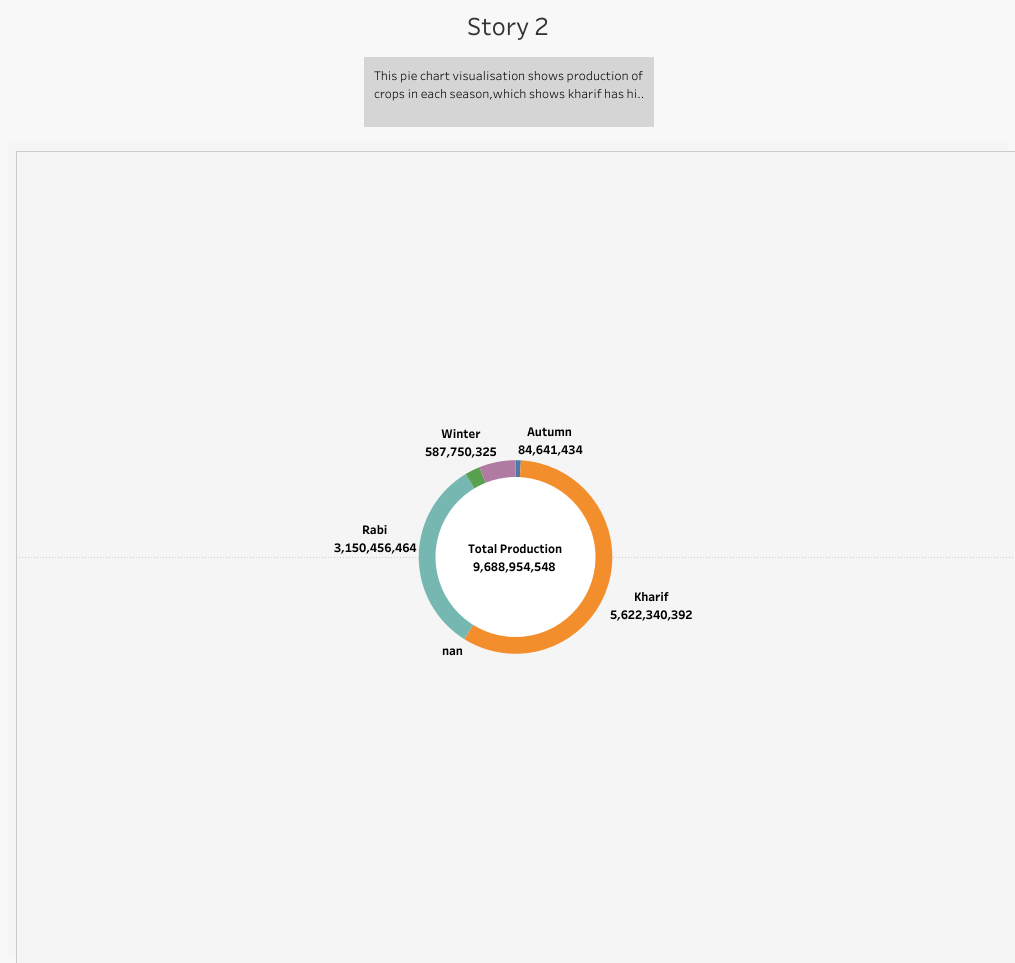 Story 2
This pie chart visualisation shows production of
crops in each season,which shows kharif has hi..
Winter
587,750,325
Autumn
84,641,434
Rabi
3,150,456,464
Total Production
9,688,954,548
Kharif
5,622,340,392
nan